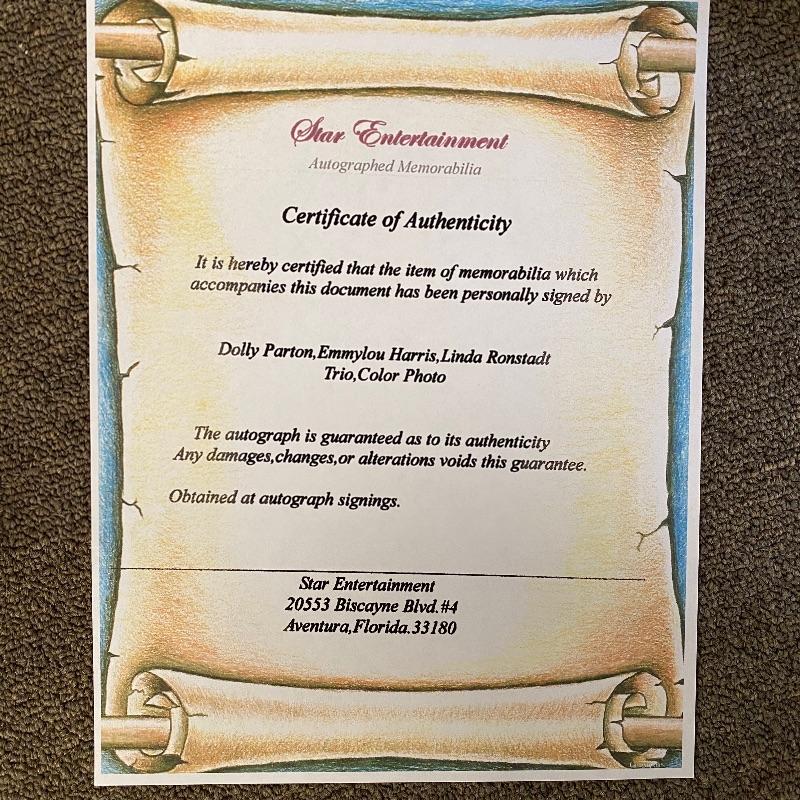 Star Entertainment
Autographed Memorabilia
Certificate of Authenticity
It is hereby certified that the item of memorabilia which
accompanies this document has been personally signed by
Dolly Parton,Emmylou Harris,Linda Ronstadt
Trio,Color Photo
The autograph is guaranteed as to its authenticity
Any damages,changes,or alterations voids this guarantee.
Obtained at autograph signings.
Star Entertainment
20553 Biscayne Blvd.#4
Aventura,Florida.33180